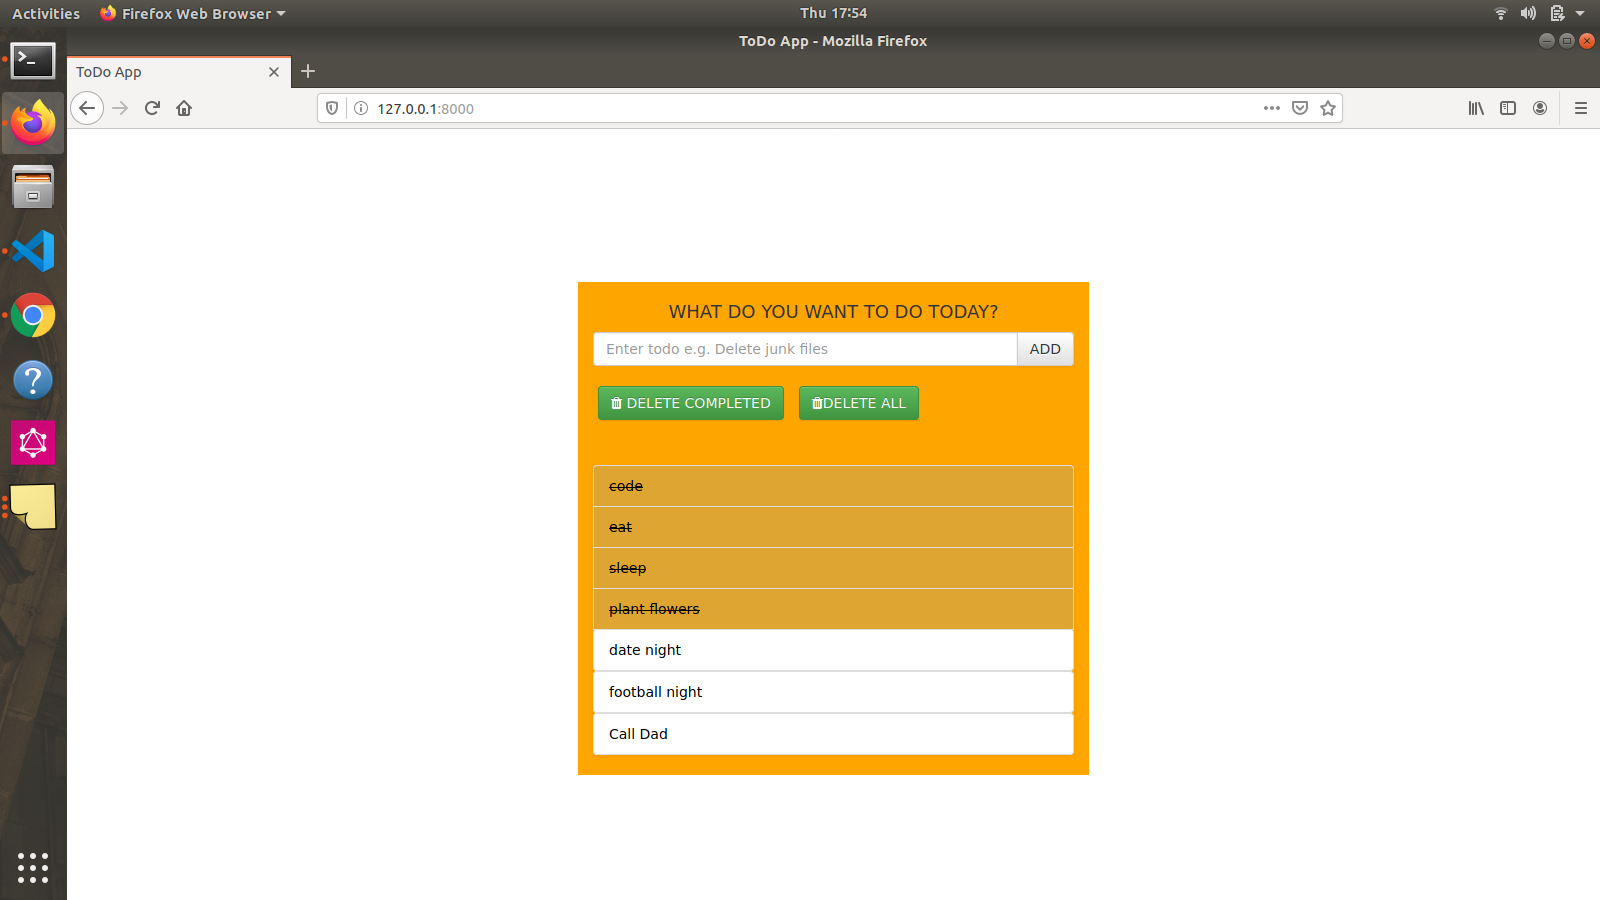 Activities Firefox Web Browser Thu 17:54
ToDo App - Mozilla Firefox
ToDo App
127.0.0.1:8000
WHAT DO YOU WANT TO DO TODAY?
Enter todo e.g. Delete junk files ADD
DELETE COMPLETED DELETE ALL
code
eat
sleep
plant flowers
date night
football night
Call Dad